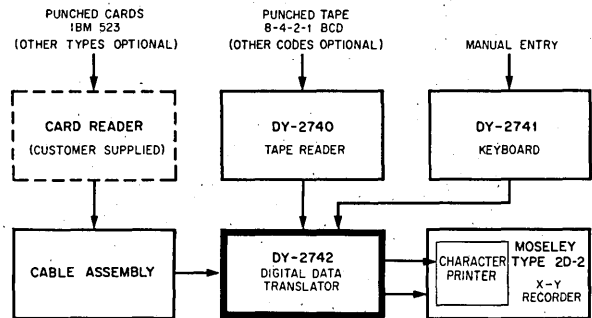 PUNCHED CARDS
IBM 523
(OTHER TYPES OPTIONAL)
PUNCHED TAPE
8-4-2-1 BCD
(OTHER CODES OPTIONAL)
MANUAL ENTRY
CARD READER
(CUSTOMER SUPPLIED)
DY-2740
TAPE READER
DY-2741
KEYBOARD
CABLE ASSEMBLY
DY-2742
DIGITAL DATA
TRANSLATOR
CHARACTER
PRINTER
MOSELEY
TYPE 2D-2
X-Y
RECORDER